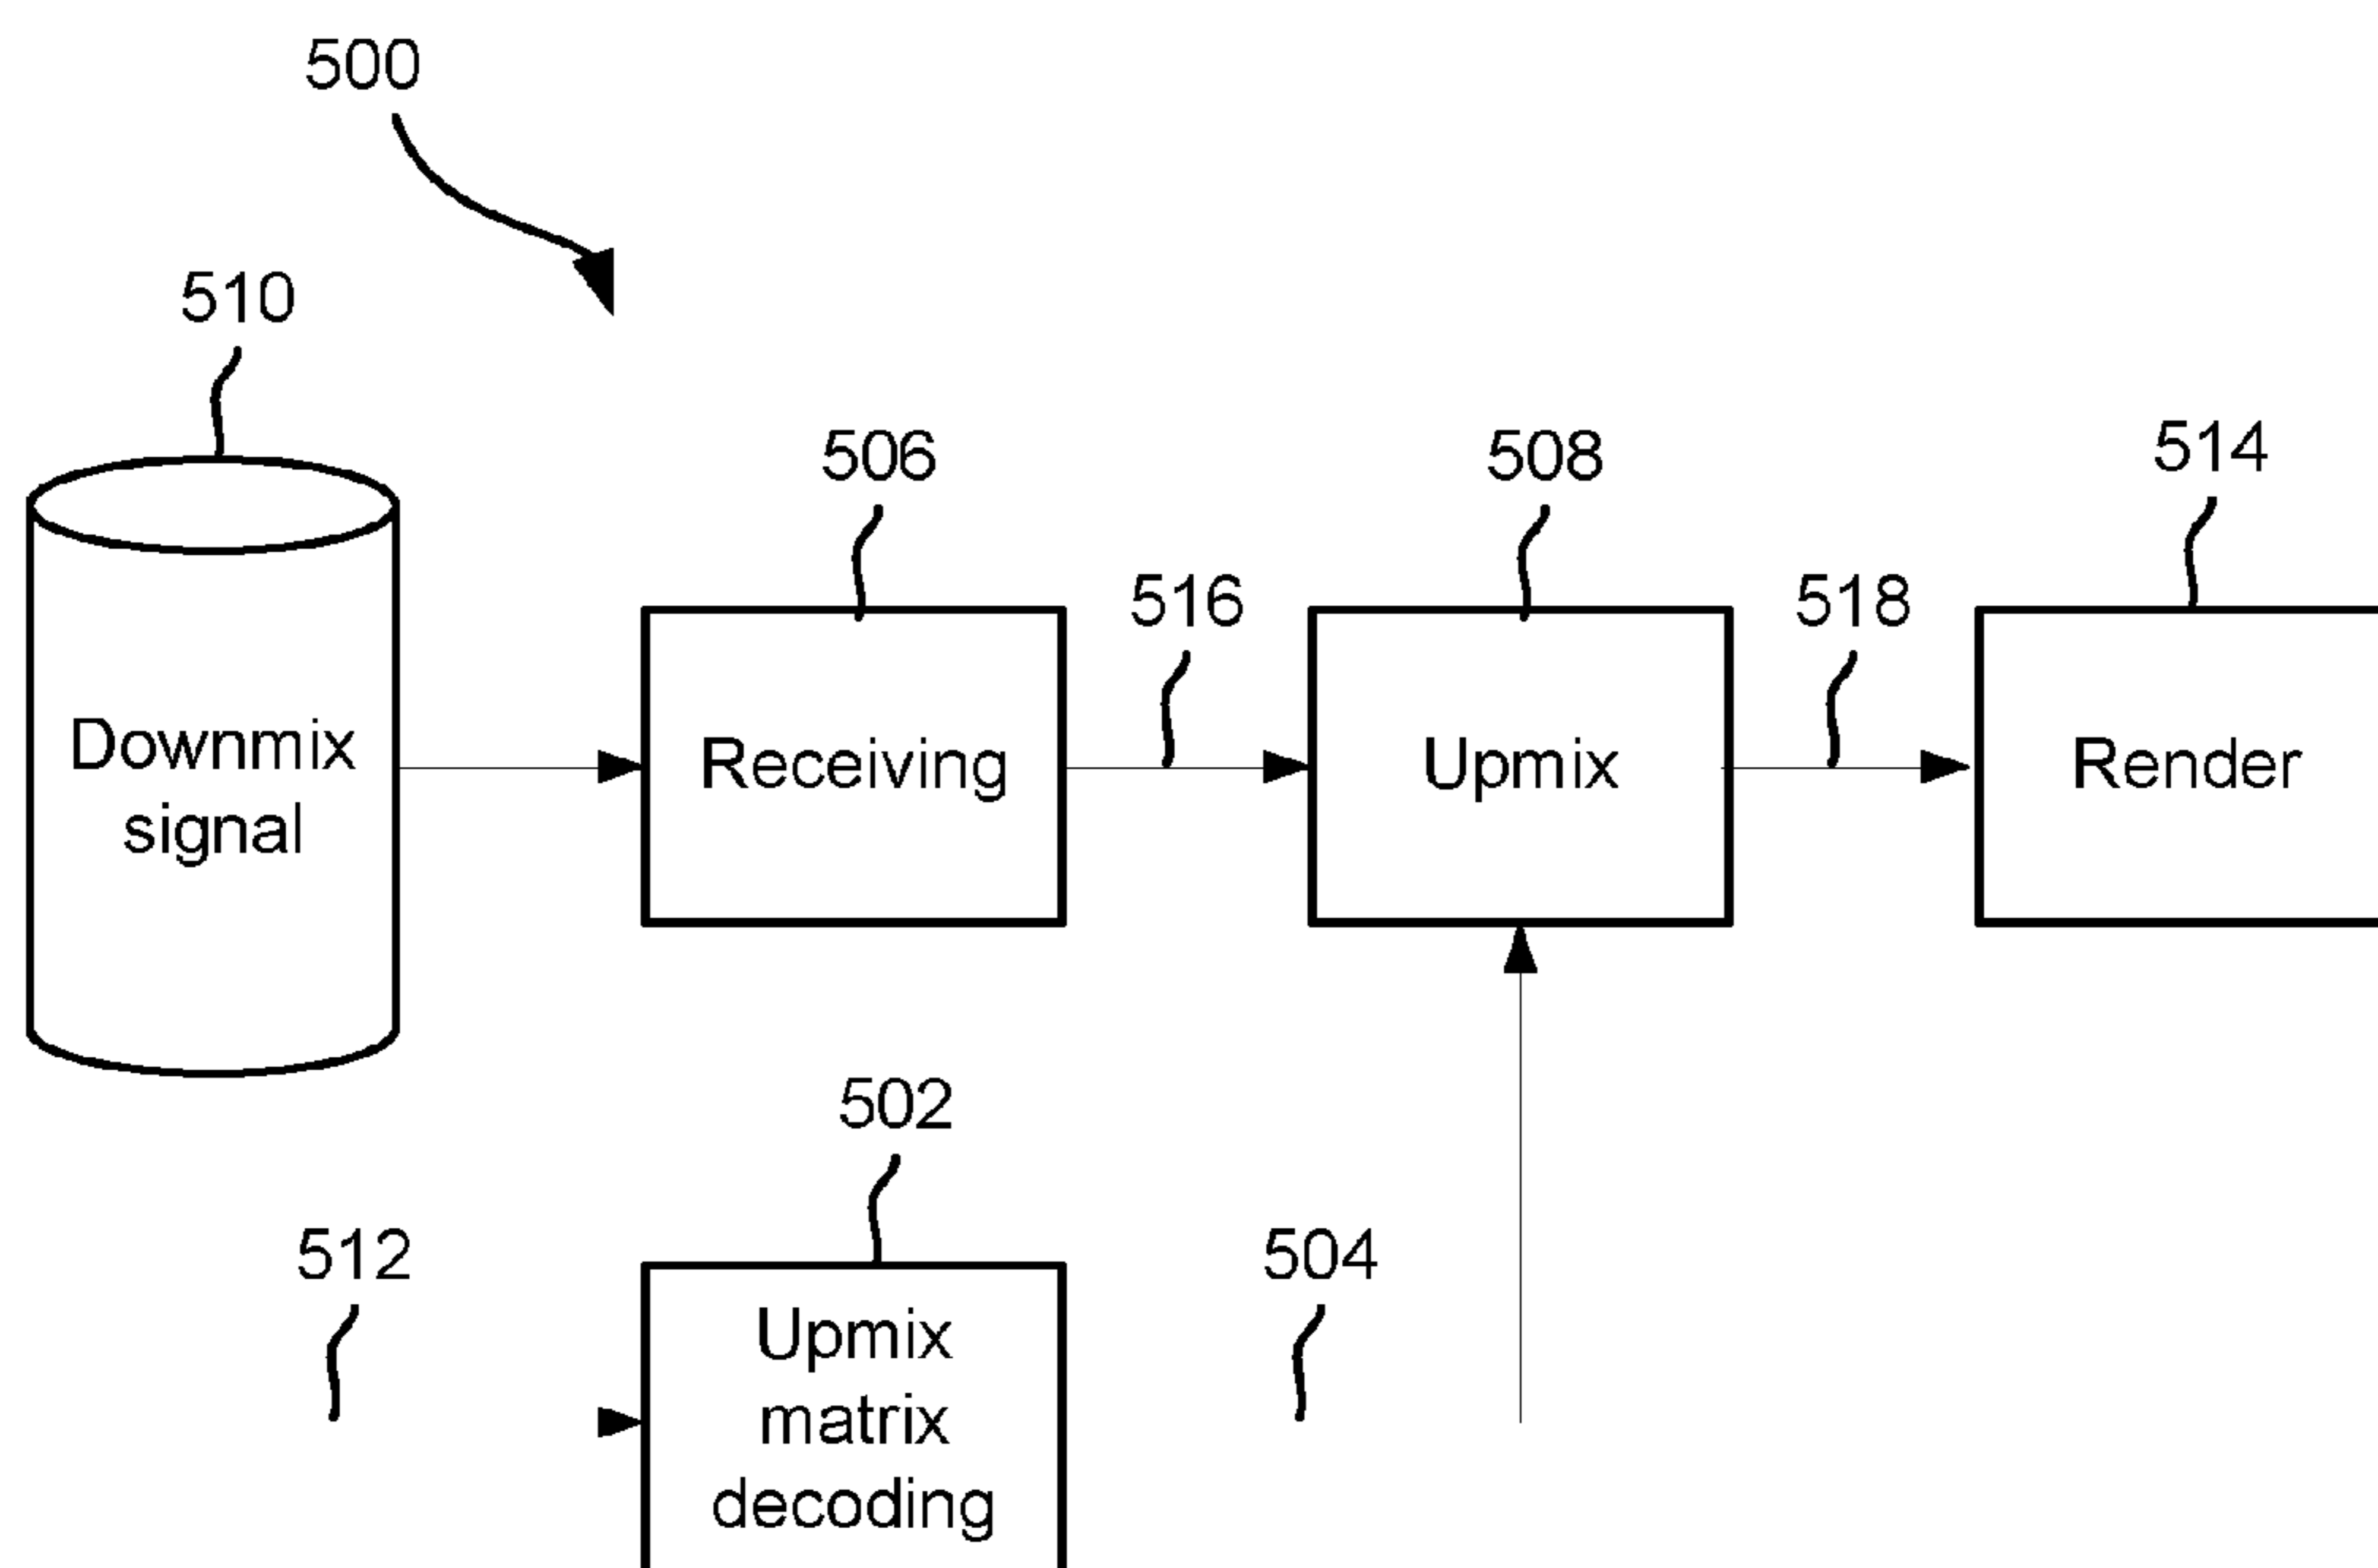 500
510
506
508
514
516
518
Downmix
signal
Receiving
Upmix
Render
502
512
504
Upmix
matrix
decoding